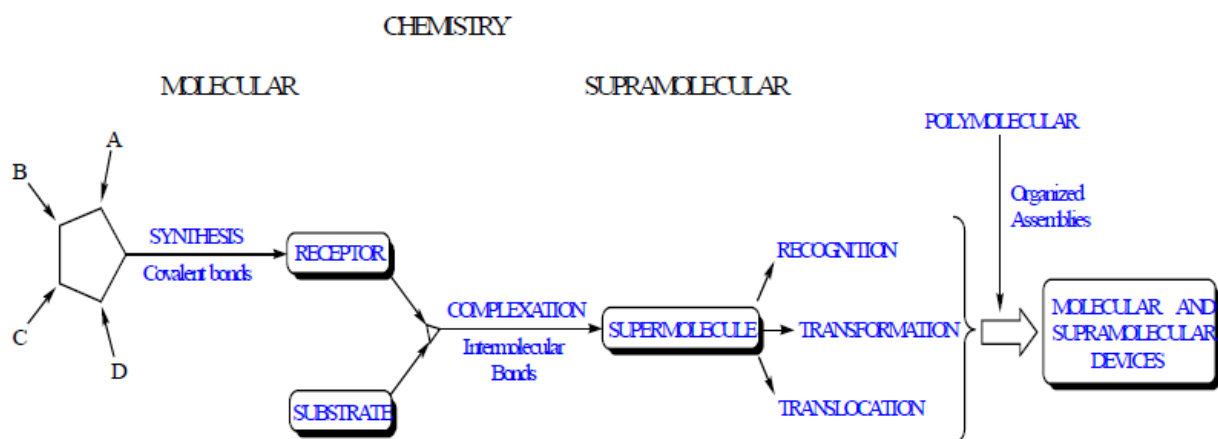 CHEMISTRY
MOLECULAR
SUPRAMOLECULAR
POLYMOLECULAR
A
B
Organized
Assemblies
SYNTHESIS
Covalent bonds
RECEPTOR
RECOGNITION
COMPLEXATION
Intermolecular
Bonds
SUPERMOLECULE
TRANSFORMATION
MOLECULAR AND
SUPRAMOLECULAR
DEVICES
C
D
SUBSTRATE
TRANSLOCATION